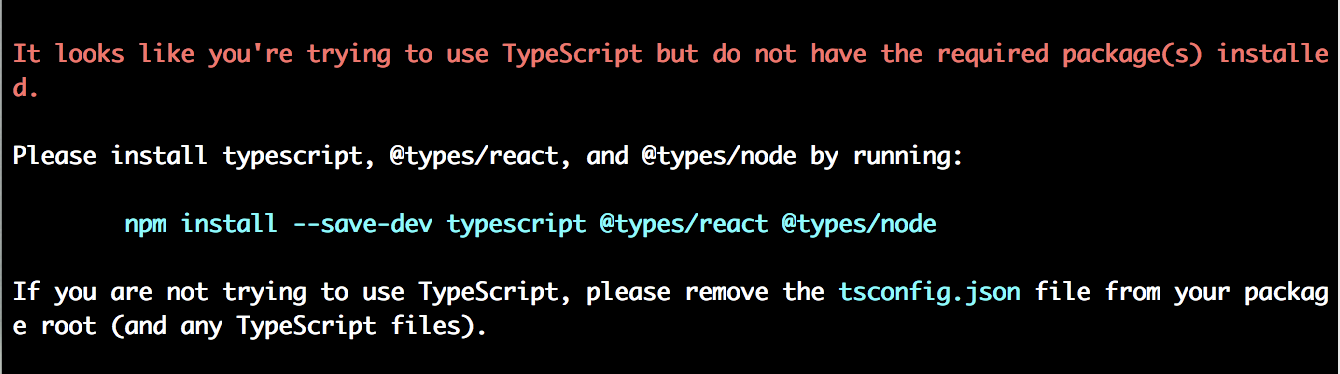 It looks like you're trying to use TypeScript but do not have the required package(s) installe
d.
Please install typescript, @types/react, and @types/node by running:
npm install --save-dev typescript @types/react @types/node
If you are not trying to use TypeScript, please remove the tsconfig.json file from your packag
e root (and any TypeScript files).